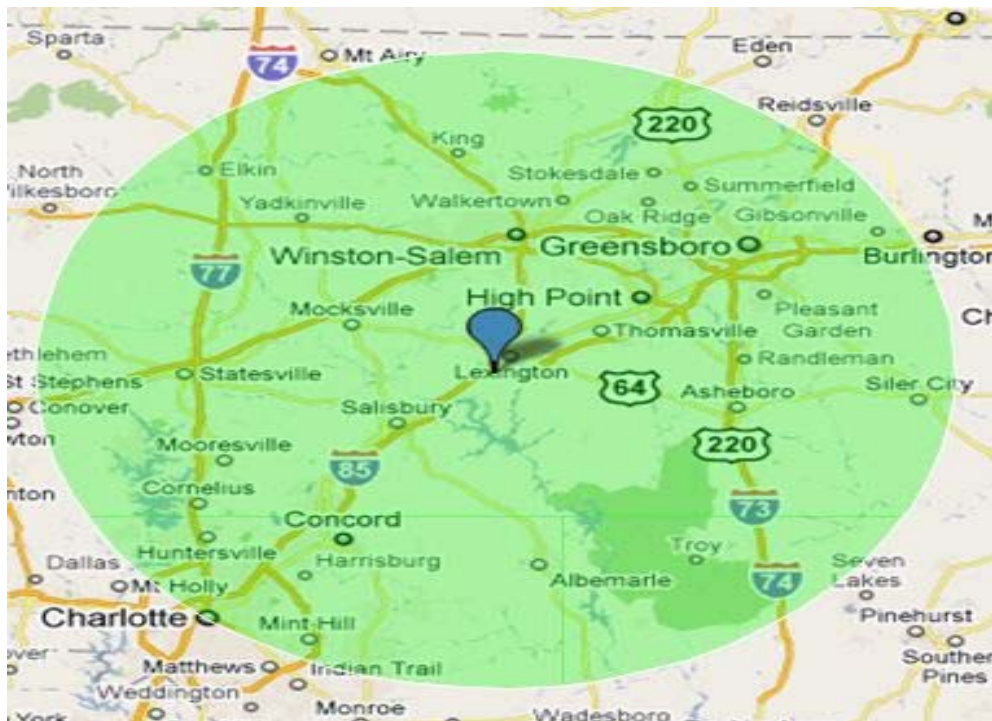 Sparta
74
Mt Airy
Eden
220
Reidsville
King
North
Elkin
Stokesdale
Summerfield
Yadkinville
Walkertown
Oak Ridge
Gibsonville
Winston-Salem
Greensboro
Burlington
77
High Point
Mocksville
Pleasant
Garden
Thomasville
Randleman
St Stephens
Statesville
Lexington
64
Siler City
Conover
Salisbury
Asheboro
Mooresville
220
85
Cornelius
73
Concord
Huntersville
Harrisburg
Troy
Dallas
Mt Holly
Albemarle
74
Seven
Lakes
Charlotte
Mint Hill
Pinehurst
Matthews
Indian Trail
Southern
Pines
Weddington
Monroe
Wadesboro
York